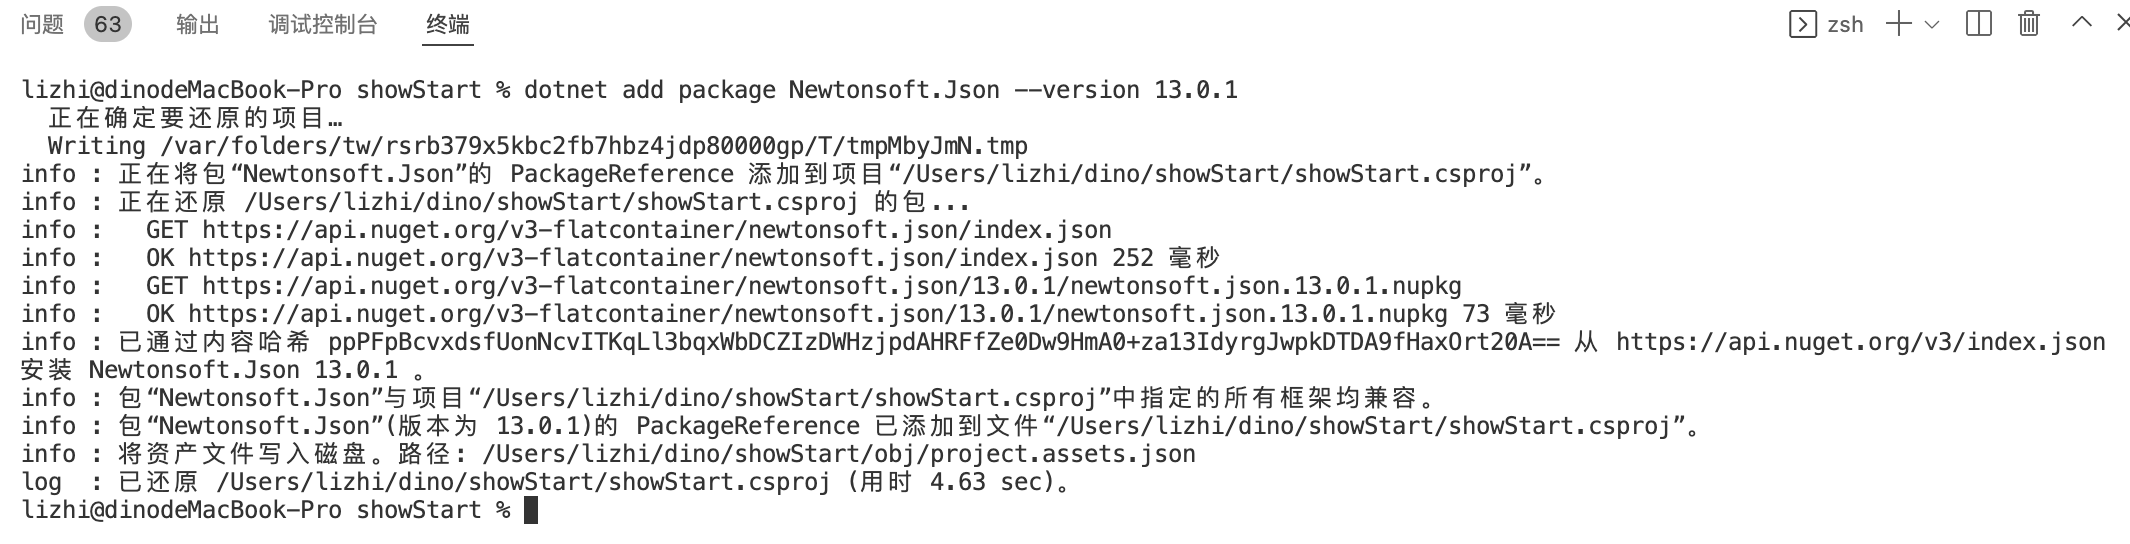 问题 63 输出 调试控制台 终端 zsh
lizhi@dinodeMacBook-Pro showStart % dotnet add package Newtonsoft.Json --version 13.0.1
正在确定要还原的项目…
Writing /var/folders/tw/rsrb379x5kbc2fb7hbz4jdp80000gp/T/tmpMbyJmN.tmp
info : 正在将包“Newtonsoft.Json”的 PackageReference 添加到项目“/Users/lizhi/dino/showStart/showStart.csproj”。
info : 正在还原 /Users/lizhi/dino/showStart/showStart.csproj 的包...
info :   GET https://api.nuget.org/v3-flatcontainer/newtonsoft.json/index.json
info :   OK https://api.nuget.org/v3-flatcontainer/newtonsoft.json/index.json 252 毫秒
info :   GET https://api.nuget.org/v3-flatcontainer/newtonsoft.json/13.0.1/newtonsoft.json.13.0.1.nupkg
info :   OK https://api.nuget.org/v3-flatcontainer/newtonsoft.json/13.0.1/newtonsoft.json.13.0.1.nupkg 73 毫秒
info : 已通过内容哈希 ppPFpBcvxdsfUonNcvITKqLl3bqxWbDCZIzDWHzjpdAHRFfZe0Dw9HmA0+za13IdyrgJwpkDTDA9fHaxOrt20A== 从 https://api.nuget.org/v3/index.json
安装 Newtonsoft.Json 13.0.1 。
info : 包“Newtonsoft.Json”与项目“/Users/lizhi/dino/showStart/showStart.csproj”中指定的所有框架均兼容。
info : 包“Newtonsoft.Json”(版本为 13.0.1)的 PackageReference 已添加到文件“/Users/lizhi/dino/showStart/showStart.csproj”。
info : 将资产文件写入磁盘。路径: /Users/lizhi/dino/showStart/obj/project.assets.json
log  : 已还原 /Users/lizhi/dino/showStart/showStart.csproj (用时 4.63 sec)。
lizhi@dinodeMacBook-Pro showStart %